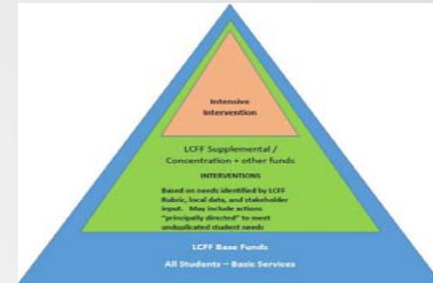 Intensive
Intervention
LCFF Supplemental /
Concentration + other funds
INTERVENTIONS
Based on needs identified by LCFF
Rubric, local data, and stakeholder
input. May include actions
"principally directed" to meet
unduplicated student needs
LCFF Base Funds
All Students – Basic Services